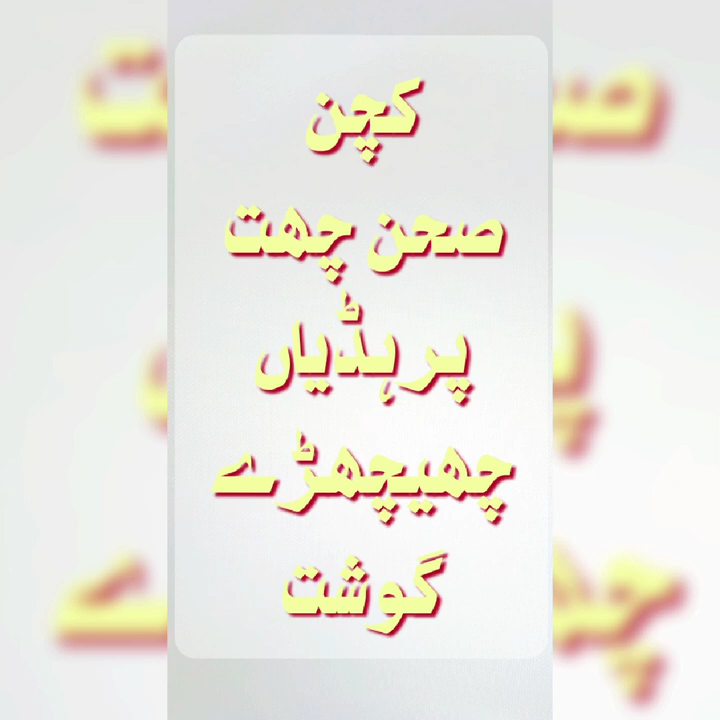 کچن
صحن چھت
پر ہڈیاں
چھیچھڑے
گوشت